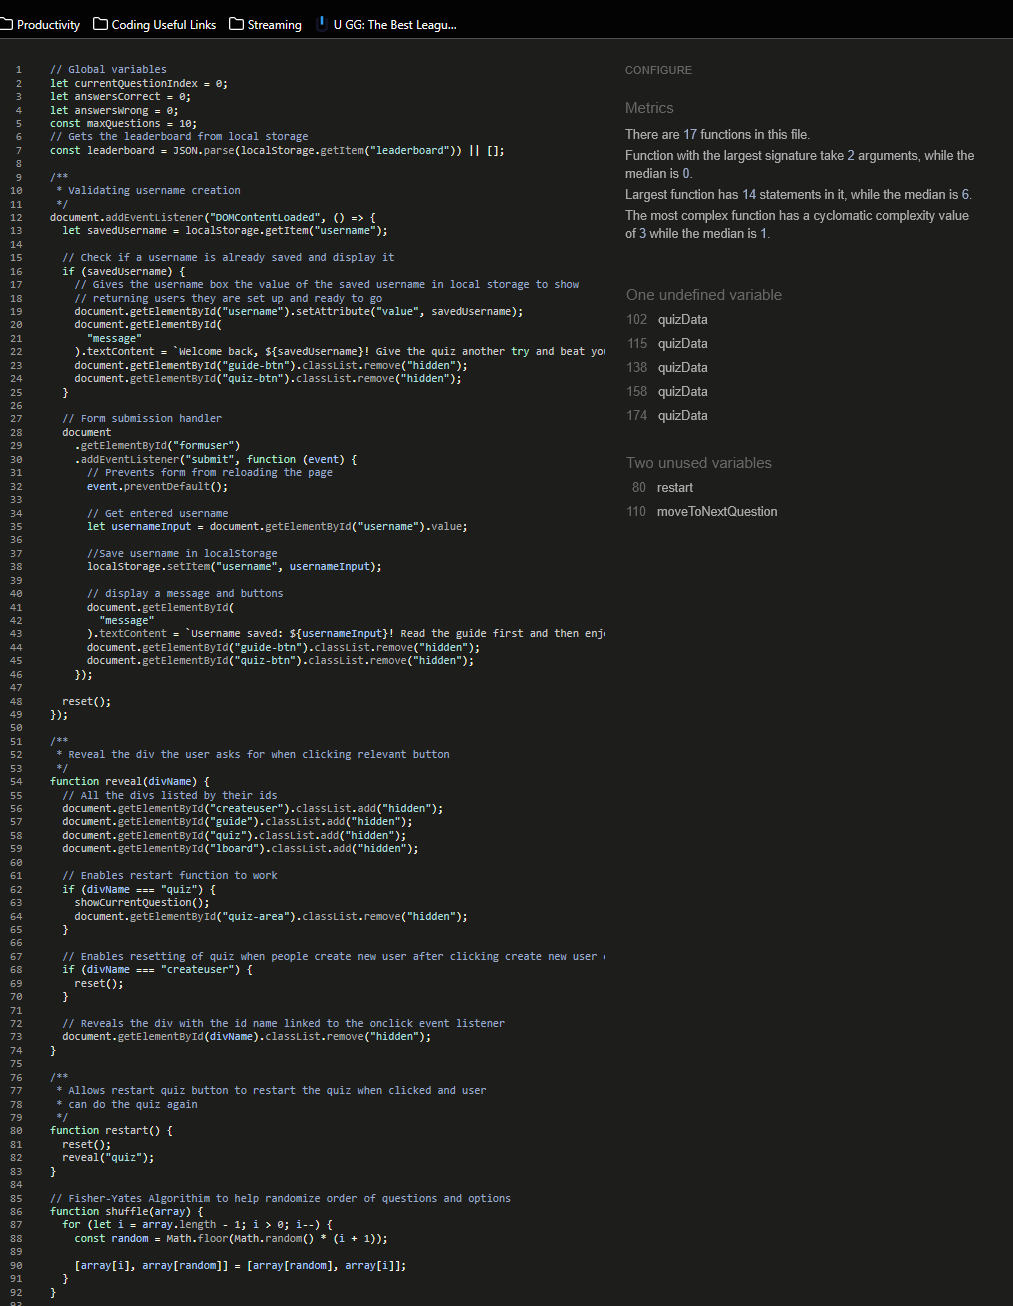 Productivity Coding Useful Links Streaming U GG: The Best Leagu...
1 // Global variables
2 let currentQuestionIndex = 0;
3 let answersCorrect = 0;
4 let answersWrong = 0;
5 const maxQuestions = 10;
6 // Gets the leaderboard from local storage
7 const leaderboard = JSON.parse(localStorage.getItem("leaderboard")) || [];
8
9 /**
10 * Validating username creation
11 */
12 document.addEventListener("DOMContentLoaded", () => {
13 let savedUsername = localStorage.getItem("username");
14
15 // Check if a username is already saved and display it
16 if (savedUsername) {
17 // Gives the username box the value of the saved username in local storage to show
18 // returning users they are set up and ready to go
19 document.getElementById("username").setAttribute("value", savedUsername);
20 document.getElementById(
21 "message"
22 ).textContent = `Welcome back, ${savedUsername}! Give the quiz another try and beat you
23 document.getElementById("guide-btn").classList.remove("hidden");
24 document.getElementById("quiz-btn").classList.remove("hidden");
25 }
26
27 // Form submission handler
28 document
29 .getElementById("formuser")
30 .addEventListener("submit", function (event) {
31 // Prevents form from reloading the page
32 event.preventDefault();
33
34 // Get entered username
35 let usernameInput = document.getElementById("username").value;
36
37 //Save username in localStorage
38 localStorage.setItem("username", usernameInput);
39
40 // display a message and buttons
41 document.getElementById(
42 "message"
43 ).textContent = `Username saved: ${usernameInput}! Read the guide first and then enj
44 document.getElementById("guide-btn").classList.remove("hidden");
45 document.getElementById("quiz-btn").classList.remove("hidden");
46 });
47
48 reset();
49 });
50
51 /**
52 * Reveal the div the user asks for when clicking relevant button
53 */
54 function reveal(divName) {
55 // All the divs listed by their ids
56 document.getElementById("createuser").classList.add("hidden");
57 document.getElementById("guide").classList.add("hidden");
58 document.getElementById("quiz").classList.add("hidden");
59 document.getElementById("lboard").classList.add("hidden");
60
61 // Enables restart function to work
62 if (divName === "quiz") {
63 showCurrentQuestion();
64 document.getElementById("quiz-area").classList.remove("hidden");
65 }
66
67 // Enables resetting of quiz when people create new user after clicking create new user
68 if (divName === "createuser") {
69 reset();
70 }
71
72 // Reveals the div with the id name linked to the onclick event listener
73 document.getElementById(divName).classList.remove("hidden");
74 }
75
76 /**
77 * Allows restart quiz button to restart the quiz when clicked and user
78 * can do the quiz again
79 */
80 function restart() {
81 reset();
82 reveal("quiz");
83 }
84
85 // Fisher-Yates Algorithim to help randomize order of questions and options
86 function shuffle(array) {
87 for (let i = array.length - 1; i > 0; i--) {
88 const random = Math.floor(Math.random() * (i + 1));
89
90 [array[i], array[random]] = [array[random], array[i]];
91 }
92 }
93
CONFIGURE
Metrics
There are 17 functions in this file.
Function with the largest signature take 2 arguments, while the
median is 0.
Largest function has 14 statements in it, while the median is 6.
The most complex function has a cyclomatic complexity value
of 3 while the median is 1.
One undefined variable
102 quizData
115 quizData
138 quizData
158 quizData
174 quizData
Two unused variables
80 restart
110 moveToNextQuestion